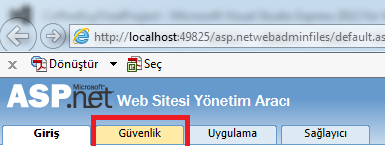 http://localhost:49825/asp.netwebadminfiles/default.as
x Dönüştür Seç
Microsoft
ASP.net Web Sitesi Yönetim Aracı
Giriş Güvenlik Uygulama Sağlayıcı